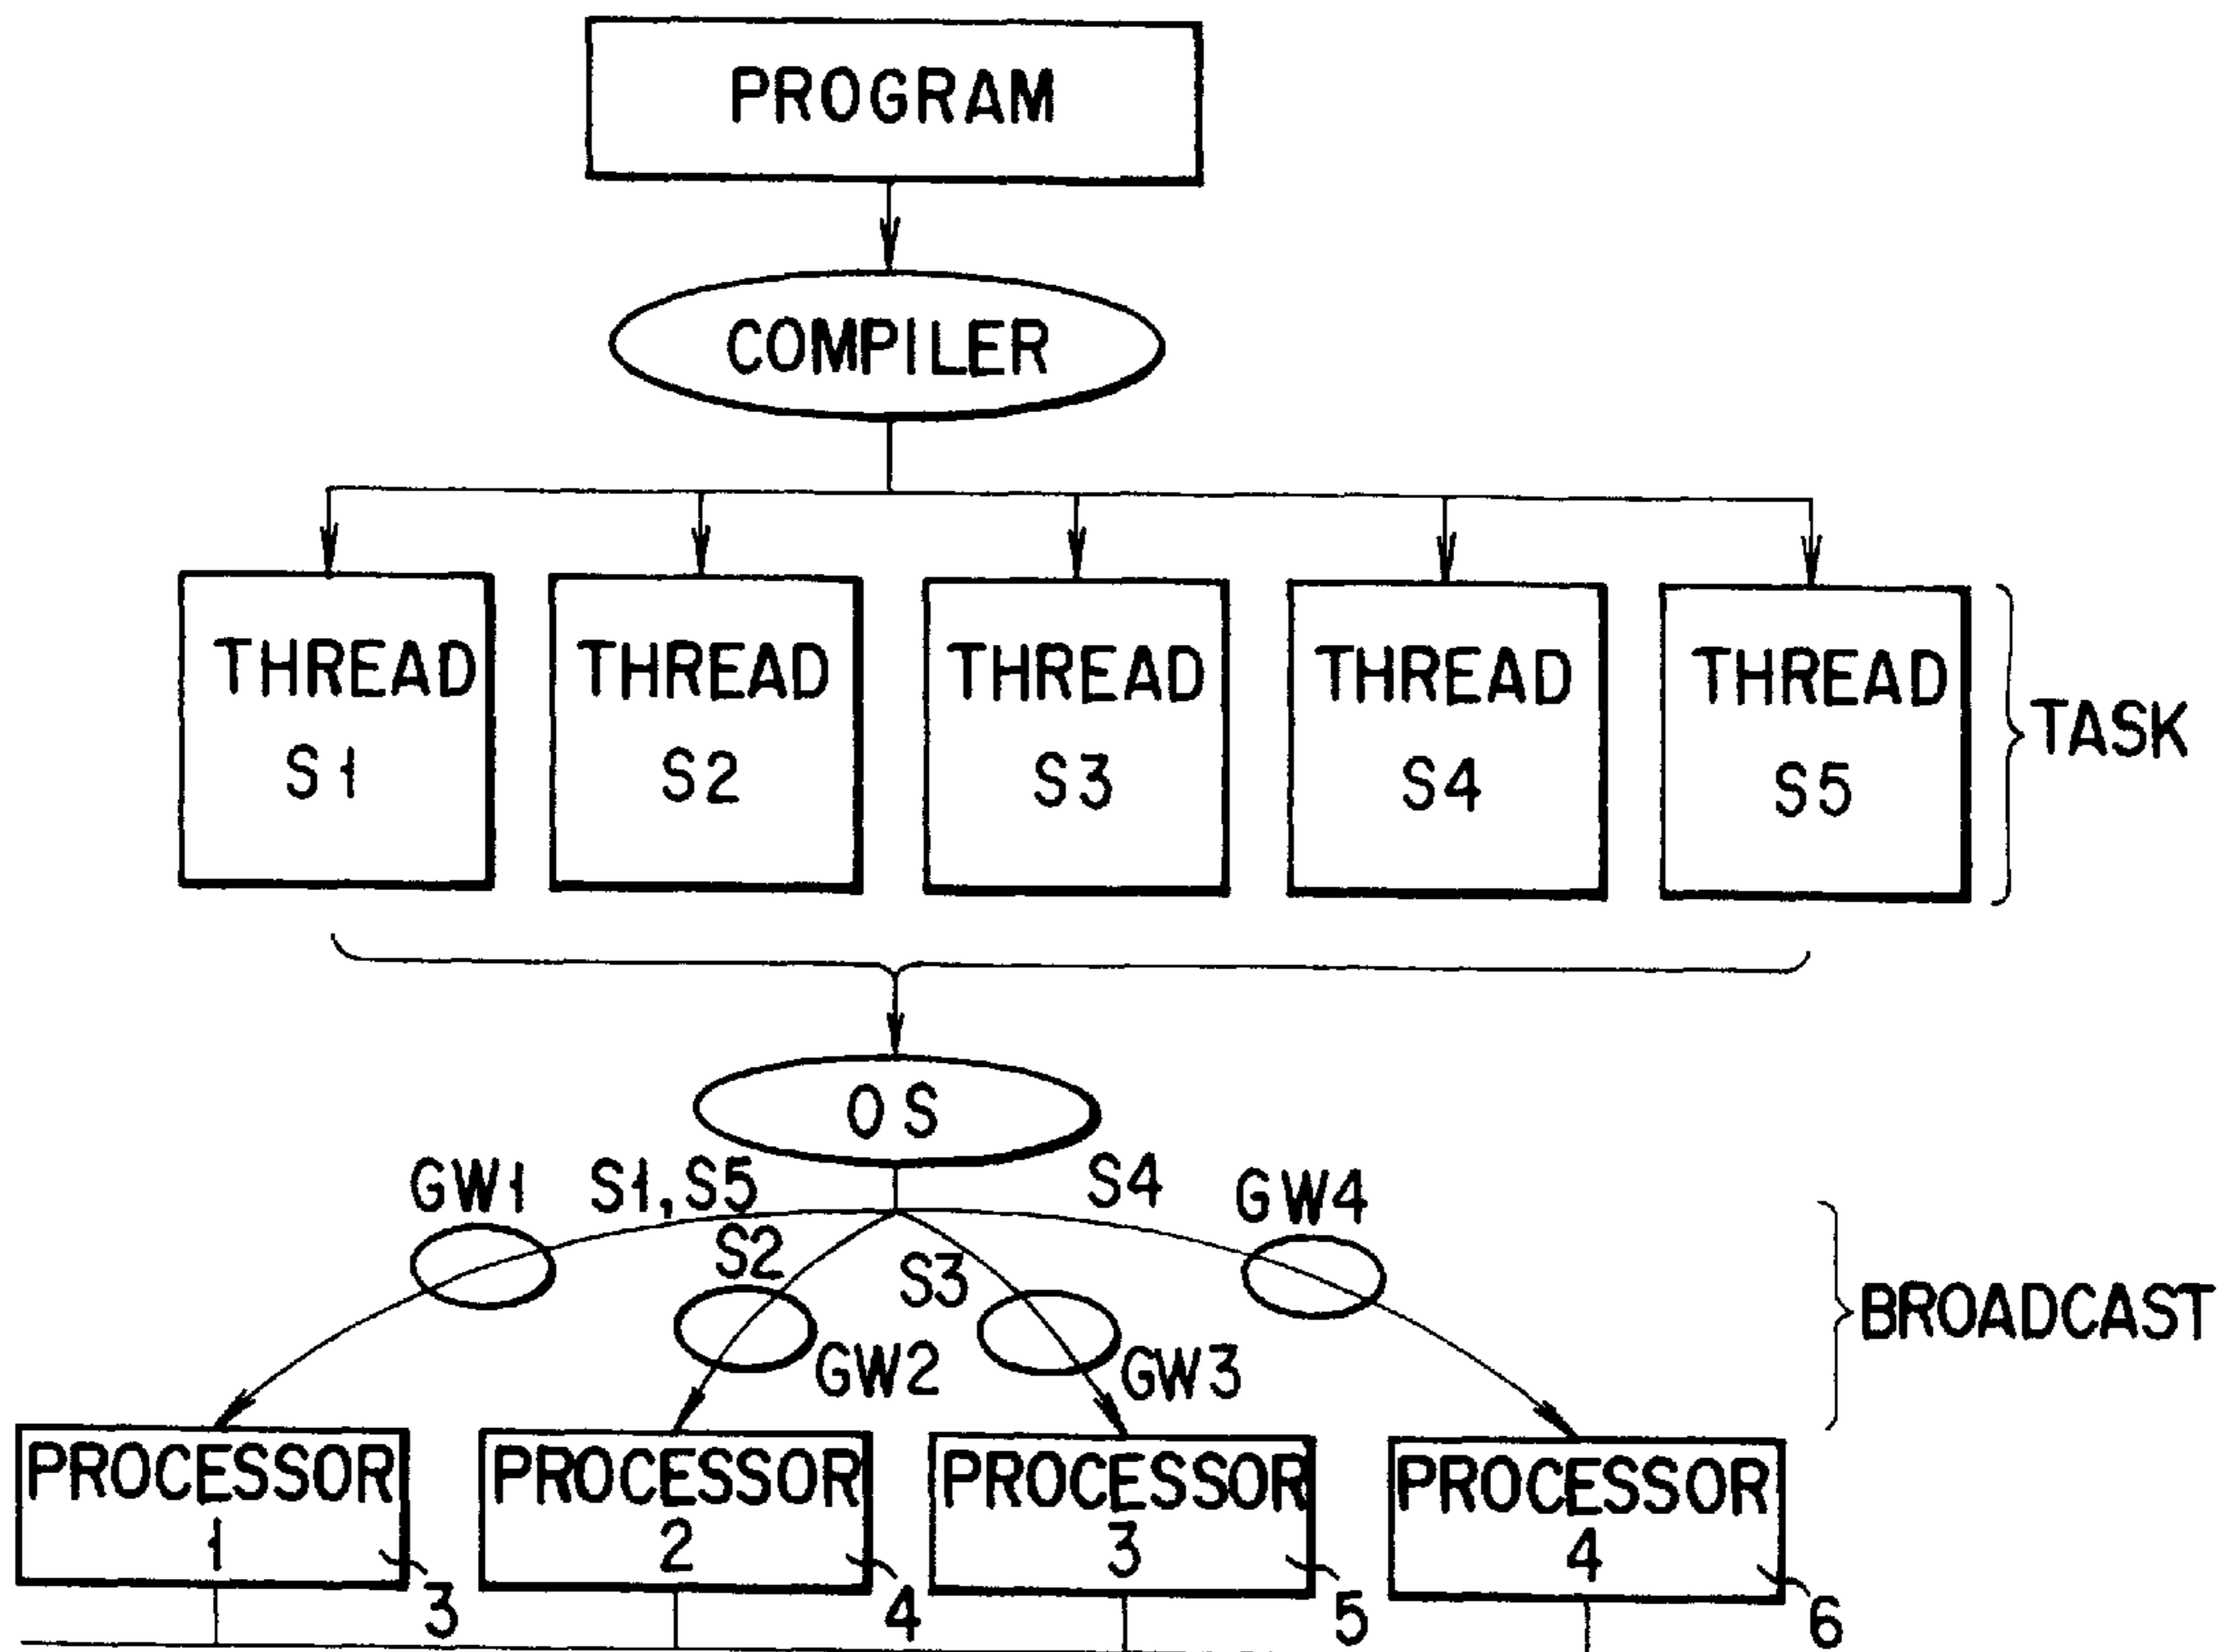 PROGRAM
COMPILER
THREAD
S1
THREAD
S2
THREAD
S3
THREAD
S4
THREAD
S5
TASK
OS
GW1
S1, S5
S4
GW4
S2
S3
GW2
GW3
BROADCAST
PROCESSOR
1
3
PROCESSOR
2
4
PROCESSOR
3
5
PROCESSOR
4
6